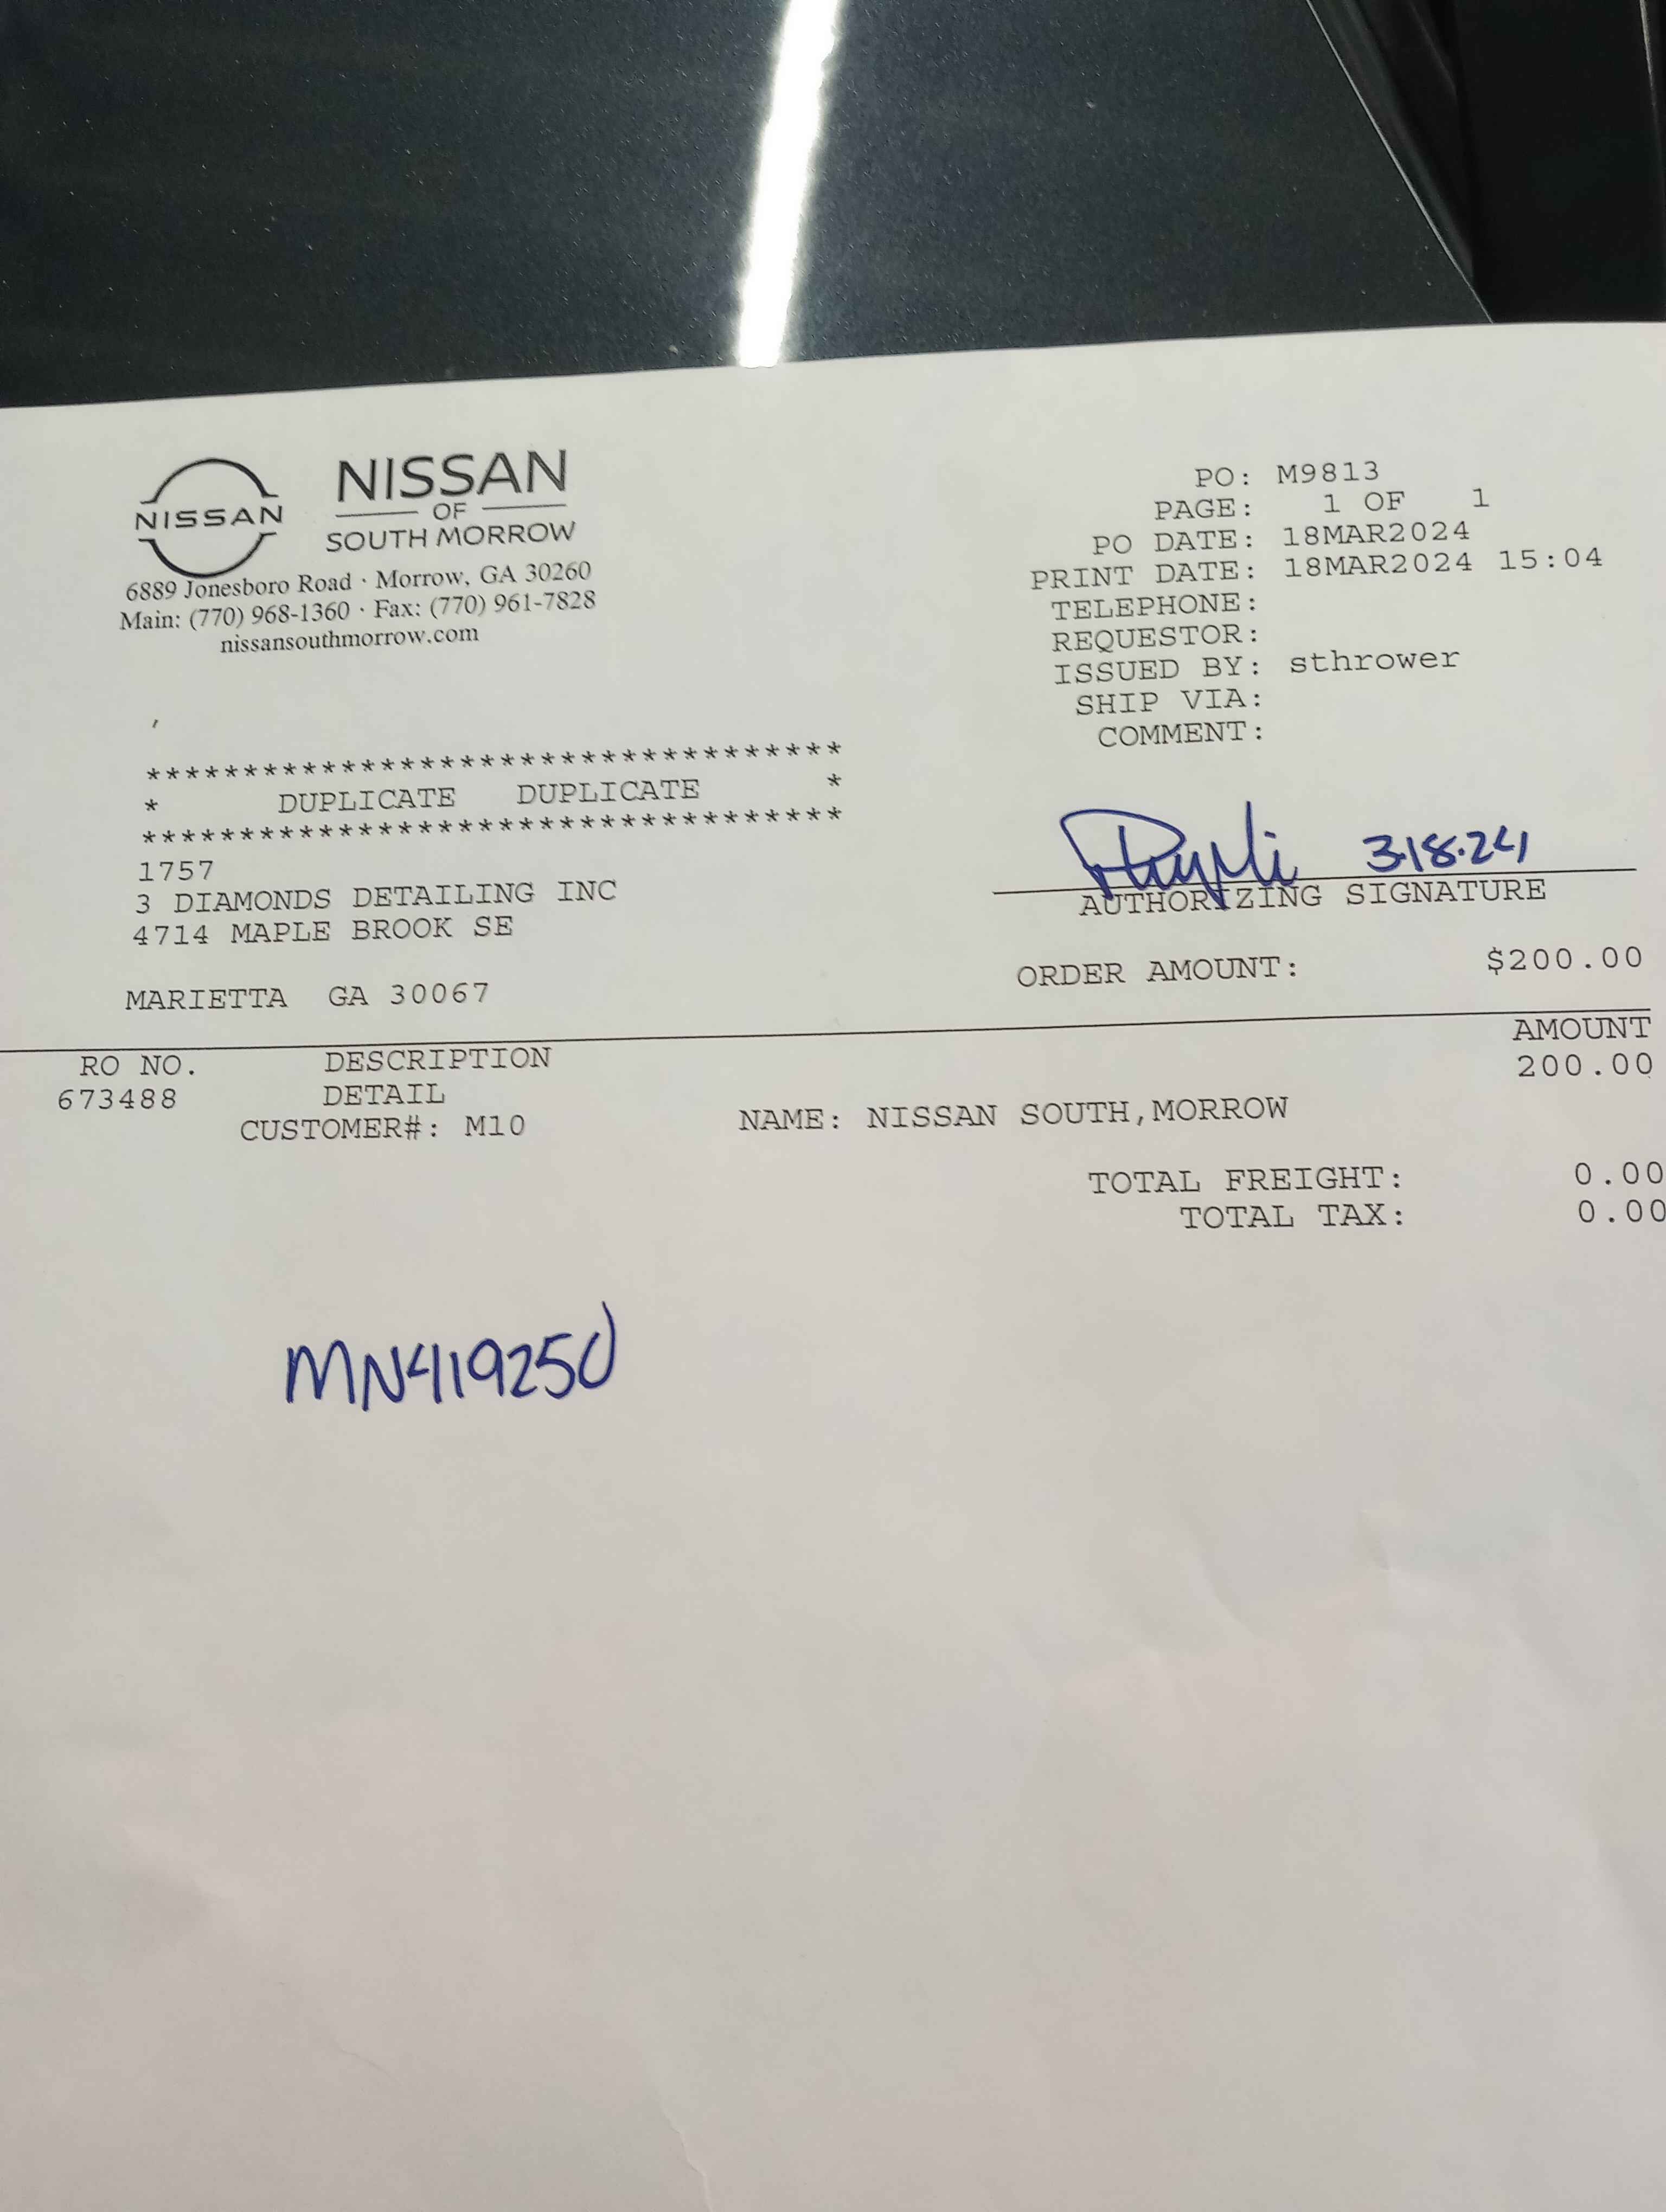 NISSAN
NISSAN
OF
SOUTH MORROW
6889 Jonesboro Road · Morrow, GA 30260
Main: (770) 968-1360 · Fax: (770) 961-7828
nissansouthmorrow.com
PO: M9813
PAGE: 1 OF 1
PO DATE: 18MAR2024
PRINT DATE: 18MAR2024 15:04
TELEPHONE:
REQUESTOR:
ISSUED BY: sthrower
SHIP VIA:
COMMENT:
***********************************
* DUPLICATE DUPLICATE *
***********************************
1757
3 DIAMONDS DETAILING INC
4714 MAPLE BROOK SE
MARIETTA GA 30067
3.18.24
AUTHORIZING SIGNATURE
ORDER AMOUNT: $200.00
RO NO. DESCRIPTION AMOUNT
673488 DETAIL 200.00
CUSTOMER#: M10 NAME: NISSAN SOUTH,MORROW
TOTAL FREIGHT: 0.00
TOTAL TAX: 0.00
MN419250